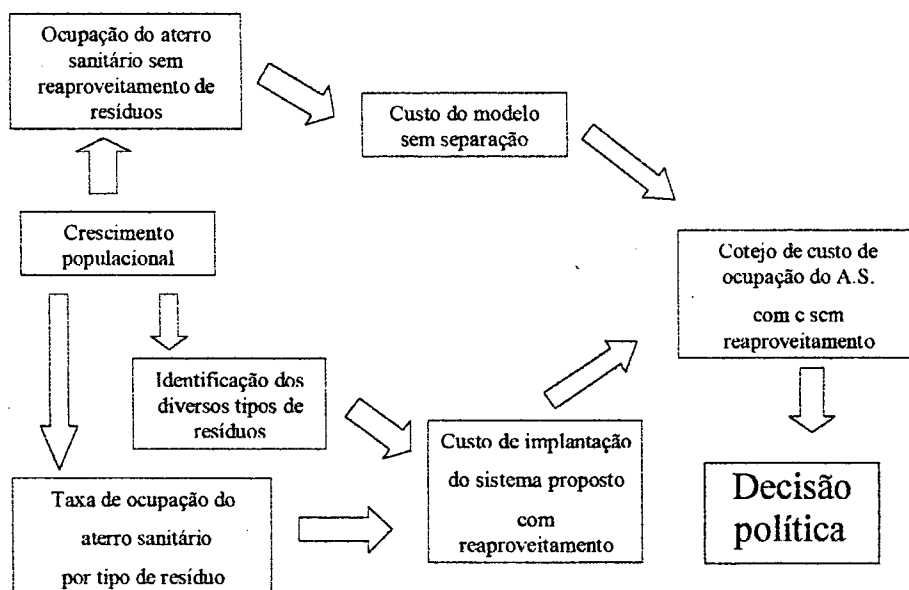 Ocupação do aterro
sanitário sem
reaproveitamento de
resíduos
Custo do modelo
sem separação
Crescimento
populacional
Cotejo de custo de
ocupação do A.S.
com e sem
reaproveitamento
Identificação dos
diversos tipos de
resíduos
Custo de implantação
do sistema proposto
com
reaproveitamento
Taxa de ocupação do
aterro sanitário
por tipo de resíduo
Decisão
política